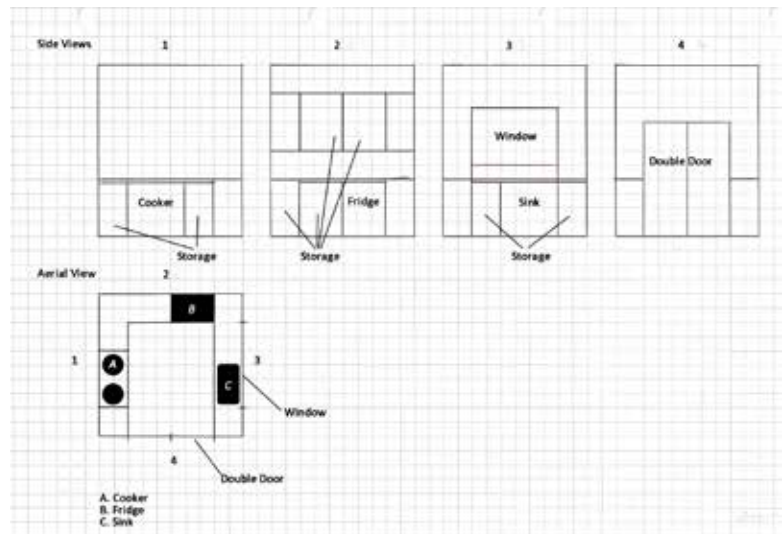 Side Views
1
2
3
4
Window
Double Door
Cooker
Fridge
Sink
Storage
Storage
Storage
Aerial View
2
B
1
A
3
C
Window
4
Double Door
A. Cooker
B. Fridge
C. Sink